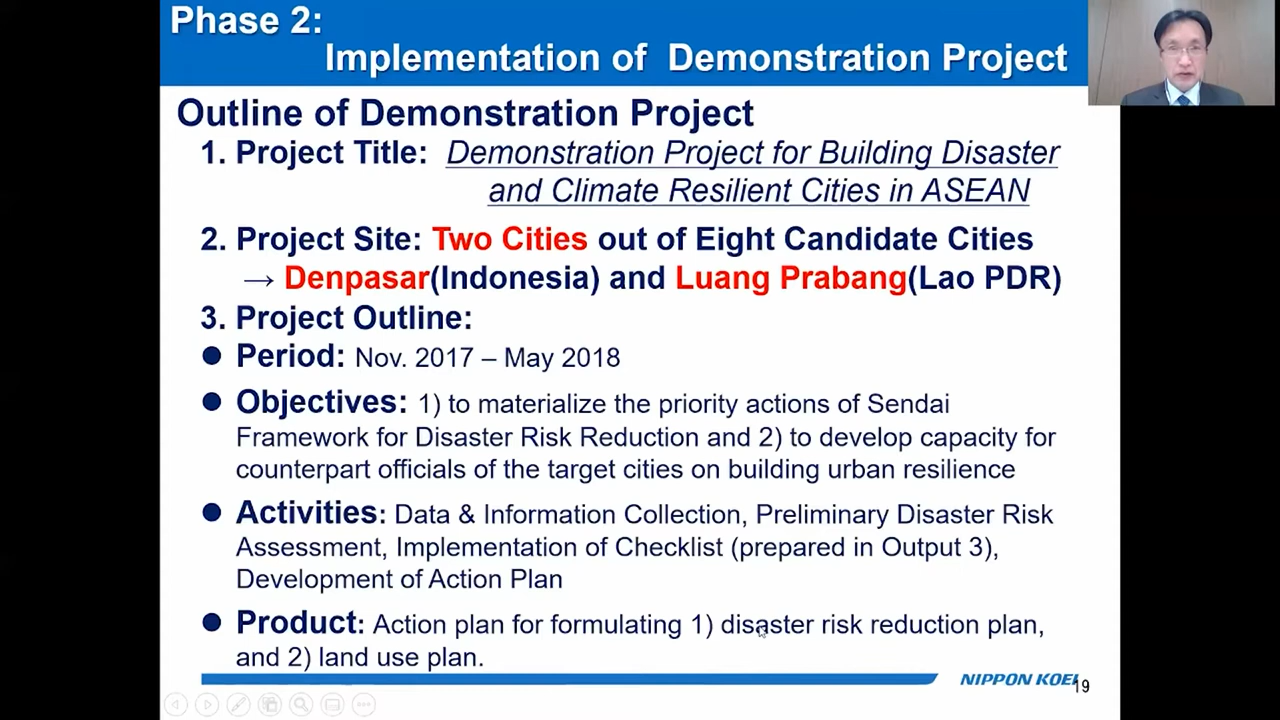 Phase 2:
Implementation of Demonstration Project
Outline of Demonstration Project
1. Project Title: Demonstration Project for Building Disaster
and Climate Resilient Cities in ASEAN
2. Project Site: Two Cities out of Eight Candidate Cities
→ Denpasar(Indonesia) and Luang Prabang(Lao PDR)
3. Project Outline:
● Period: Nov. 2017 – May 2018
● Objectives: 1) to materialize the priority actions of Sendai
Framework for Disaster Risk Reduction and 2) to develop capacity for
counterpart officials of the target cities on building urban resilience
● Activities: Data & Information Collection, Preliminary Disaster Risk
Assessment, Implementation of Checklist (prepared in Output 3),
Development of Action Plan
● Product: Action plan for formulating 1) disaster risk reduction plan,
and 2) land use plan.
NIPPON KOEI
19